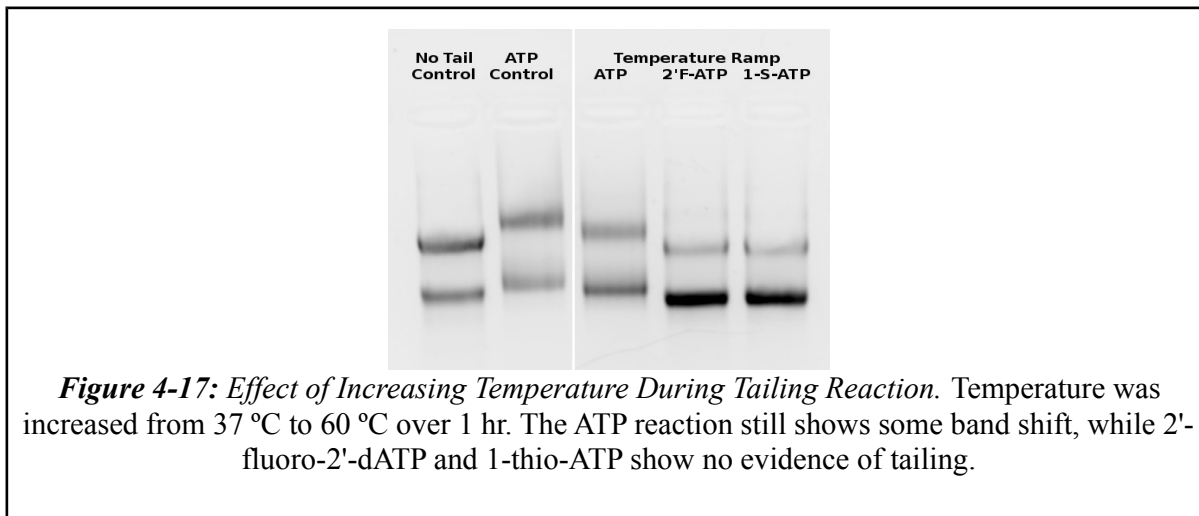 No Tail ATP Temperature Ramp
Control Control ATP 2'F-ATP 1-S-ATP
Figure 4-17: Effect of Increasing Temperature During Tailing Reaction. Temperature was
increased from 37 ºC to 60 ºC over 1 hr. The ATP reaction still shows some band shift, while 2'-
fluoro-2'-dATP and 1-thio-ATP show no evidence of tailing.